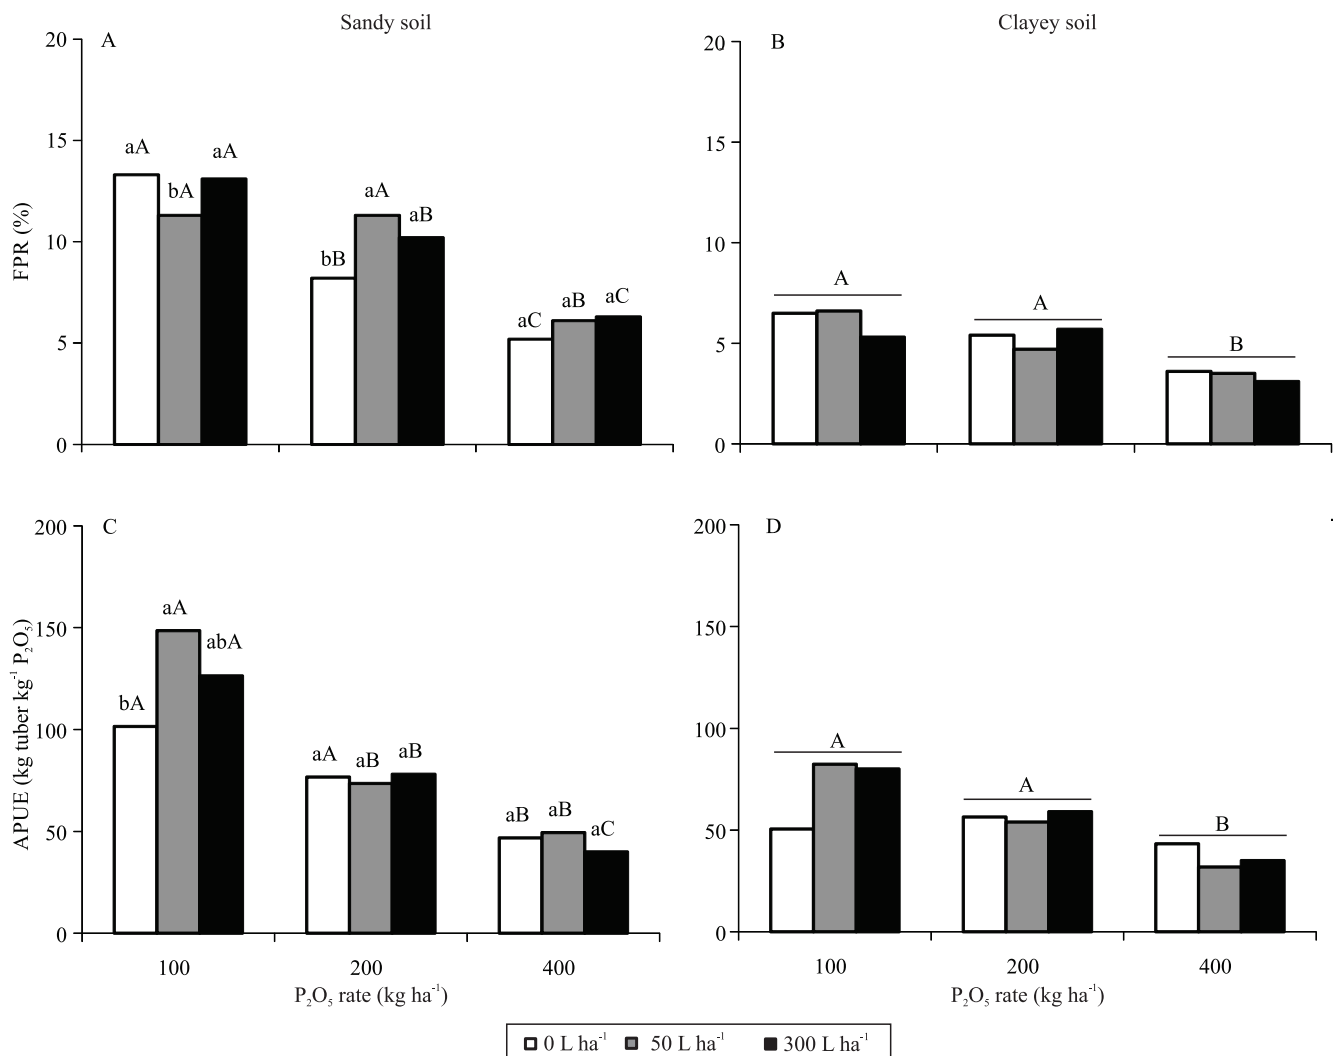 Sandy soil
Clayey soil
A
FPR (%)
20
15
10
5
0
aA
bA
aA
bB
aA
aB
aC
aB
aC
B
20
15
10
5
0
A
A
B
C
APUE (kg tuber kg⁻¹ P₂O₅)
200
150
100
50
0
bA
aA
abA
aA
aB
aB
aB
aB
aC
100 200 400
P₂O₅ rate (kg ha⁻¹)
D
200
150
100
50
0
A
A
B
100 200 400
P₂O₅ rate (kg ha⁻¹)
0 L ha⁻¹ 50 L ha⁻¹ 300 L ha⁻¹